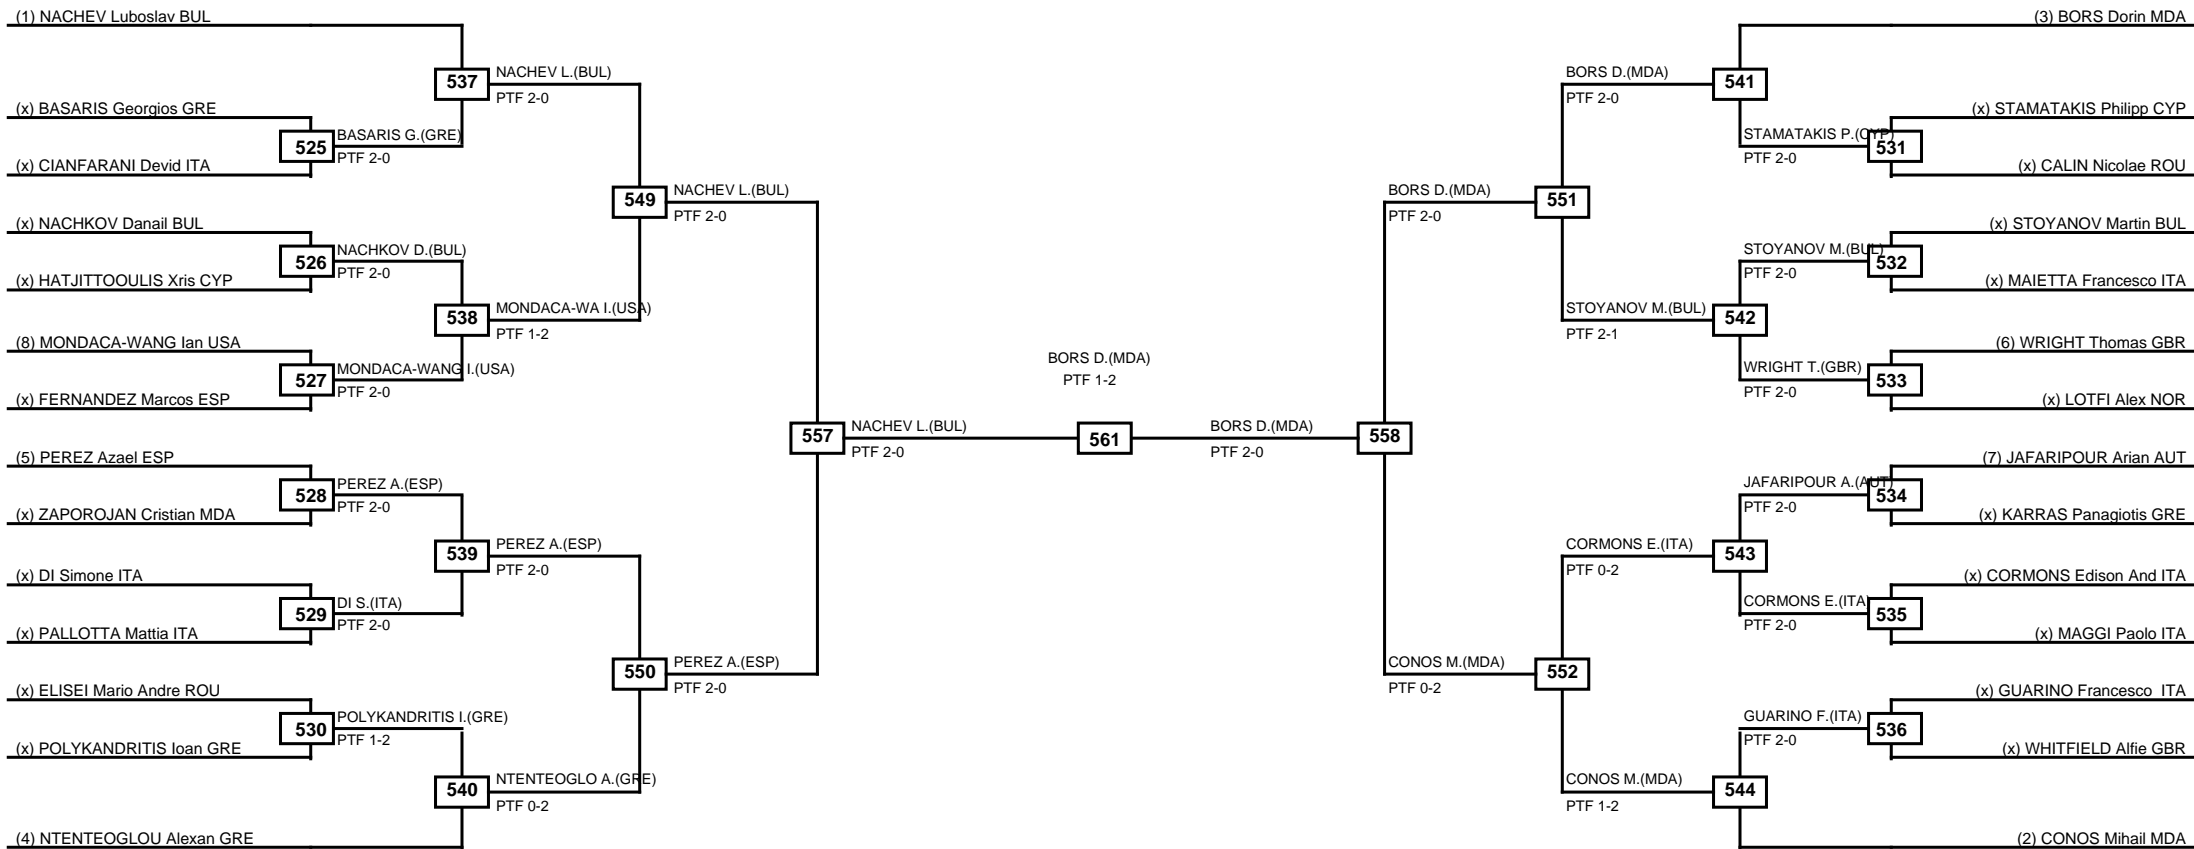 (1) NACHEV Luboslav BUL
(x) BASARIS Georgios GRE
(x) CIANFARANI Devid ITA
(x) NACHKOV Danail BUL
(x) HATJITTOOULIS Xris CYP
(8) MONDACA-WANG Ian USA
(x) FERNANDEZ Marcos ESP
(5) PEREZ Azael ESP
(x) ZAPOROJAN Cristian MDA
(x) DI Simone ITA
(x) PALLOTTA Mattia ITA
(x) ELISEI Mario Andre ROU
(x) POLYKANDRITIS Ioan GRE
(4) NTENTEOGLOU Alexan GRE
525
BASARIS G.(GRE)
PTF 2-0
526
NACHKOV D.(BUL)
PTF 2-0
527
MONDACA-WANG I.(USA)
PTF 2-0
528
PEREZ A.(ESP)
PTF 2-0
529
DI S.(ITA)
PTF 2-0
530
POLYKANDRITIS I.(GRE)
PTF 1-2
537
NACHEV L.(BUL)
PTF 2-0
538
MONDACA-WA I.(USA)
PTF 1-2
539
PEREZ A.(ESP)
PTF 2-0
540
NTENTEOGLO A.(GRE)
PTF 0-2
549
NACHEV L.(BUL)
PTF 2-0
550
PEREZ A.(ESP)
PTF 2-0
557
NACHEV L.(BUL)
PTF 2-0
BORS D.(MDA)
PTF 1-2
561
BORS D.(MDA)
PTF 2-0
558
BORS D.(MDA)
PTF 2-0
551
CONOS M.(MDA)
PTF 0-2
552
BORS D.(MDA)
PTF 2-0
541
STOYANOV M.(BUL)
PTF 2-1
542
CORMONS E.(ITA)
PTF 0-2
543
CONOS M.(MDA)
PTF 1-2
544
STAMATAKIS P.(CYP)
PTF 2-0
531
STOYANOV M.(BUL)
PTF 2-0
532
WRIGHT T.(GBR)
PTF 2-0
533
JAFARIPOUR A.(AUT)
PTF 2-0
534
CORMONS E.(ITA)
PTF 2-0
535
GUARINO F.(ITA)
PTF 2-0
536
(3) BORS Dorin MDA
(x) STAMATAKIS Philipp CYP
(x) CALIN Nicolae ROU
(x) STOYANOV Martin BUL
(x) MAIETTA Francesco ITA
(6) WRIGHT Thomas GBR
(x) LOTFI Alex NOR
(7) JAFARIPOUR Arian AUT
(x) KARRAS Panagiotis GRE
(x) CORMONS Edison And ITA
(x) MAGGI Paolo ITA
(x) GUARINO Francesco ITA
(x) WHITFIELD Alfie GBR
(2) CONOS Mihail MDA